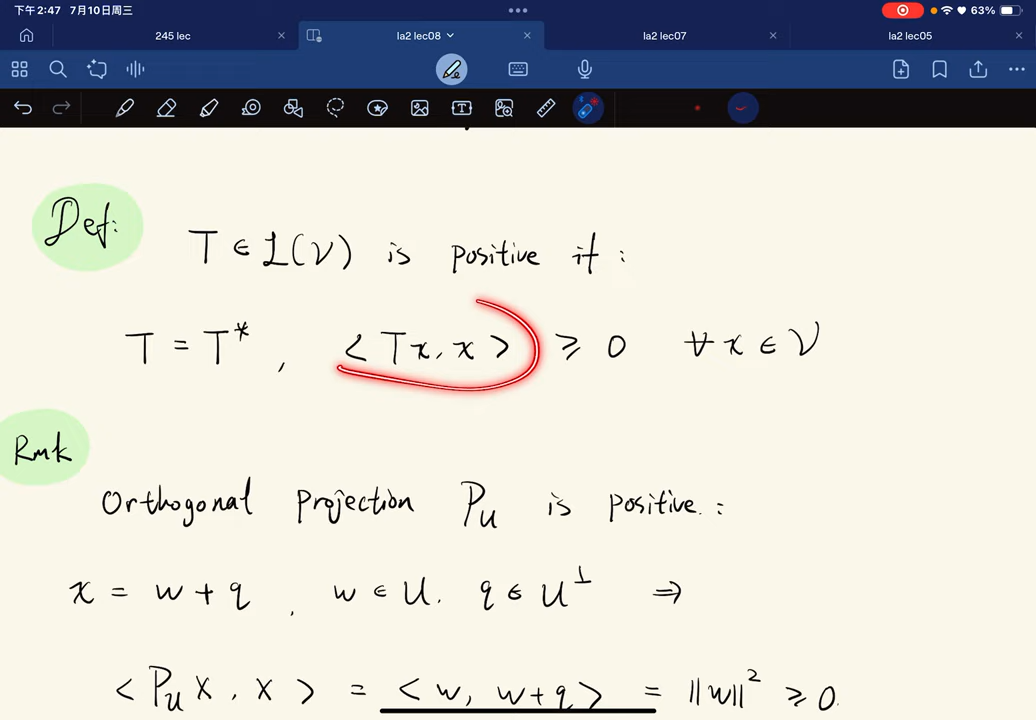 下午2:47 7月10日周三
63%
245 lec
la2 lec08
la2 lec07
la2 lec05
Def:
T ∈ L(V) is positive if :
T = T*, <Tx, x> ≥ 0 ∀x ∈ V
Rmk
Orthogonal Projection P_U is positive. :
x = w + q, w ∈ U. q ∈ U^⊥ ⇒
<P_U x, x> = <w, w+q> = ||w||² ≥ 0.